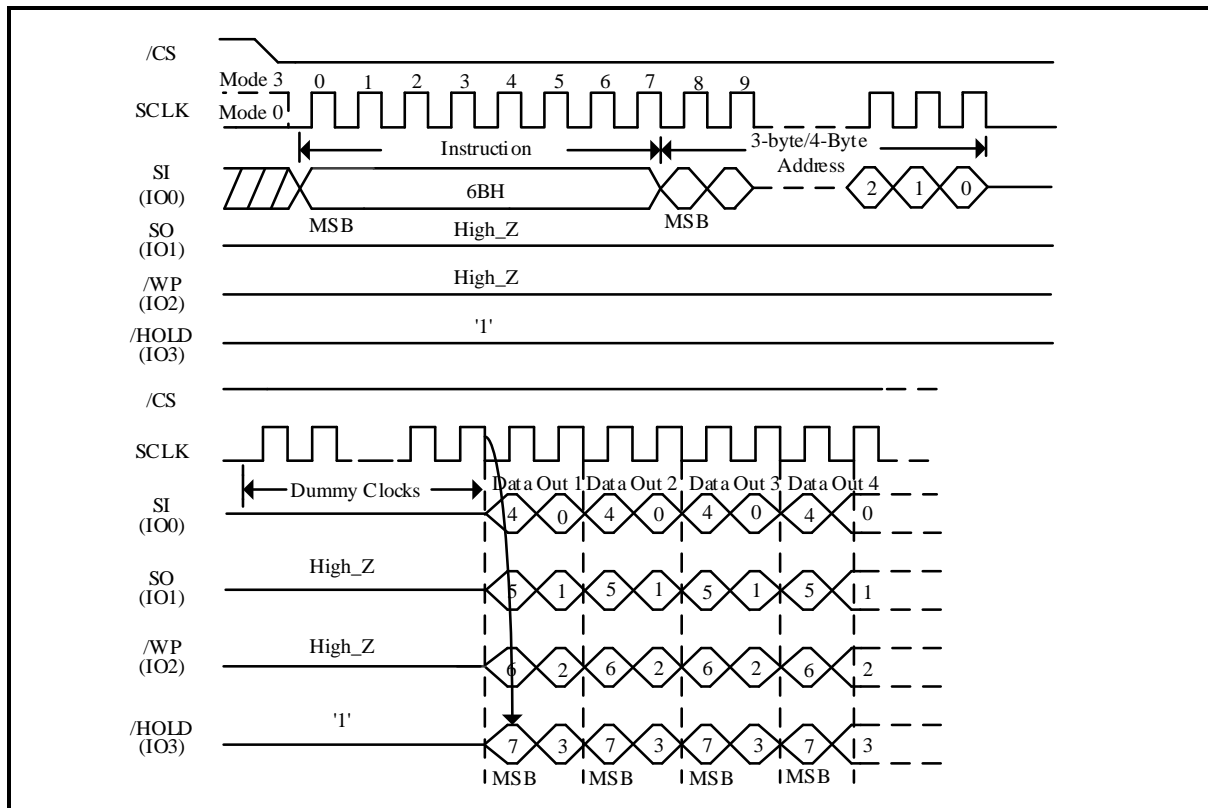 /CS
Mode 3 0 1 2 3 4 5 6 7 8 9
SCLK Mode 0
Instruction 3-byte/4-Byte
Address
SI
(IO0)
6BH 2 1 0
MSB MSB
SO
(IO1)
High_Z
/WP
(IO2)
High_Z
/HOLD
(IO3)
'1'
/CS
SCLK
Dummy Clocks Data Out 1 Data Out 2 Data Out 3 Data Out 4
SI
(IO0)
4 0 4 0 4 0 4 0
SO
(IO1)
High_Z 5 1 5 1 5 1 5 1
/WP
(IO2)
High_Z 6 2 6 2 6 2 6 2
/HOLD
(IO3)
'1' 7 3 7 3 7 3 7 3
MSB MSB MSB MSB